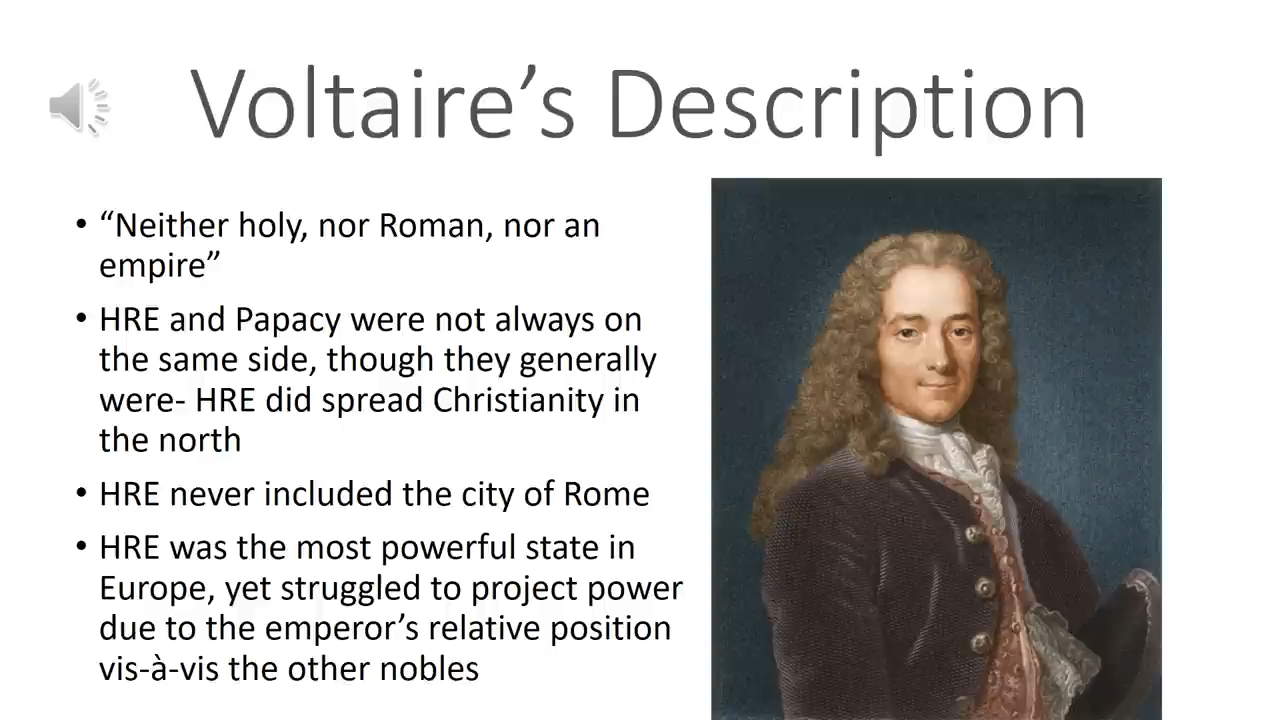 Voltaire’s Description
• “Neither holy, nor Roman, nor an
empire”
• HRE and Papacy were not always on
the same side, though they generally
were- HRE did spread Christianity in
the north
• HRE never included the city of Rome
• HRE was the most powerful state in
Europe, yet struggled to project power
due to the emperor’s relative position
vis-à-vis the other nobles